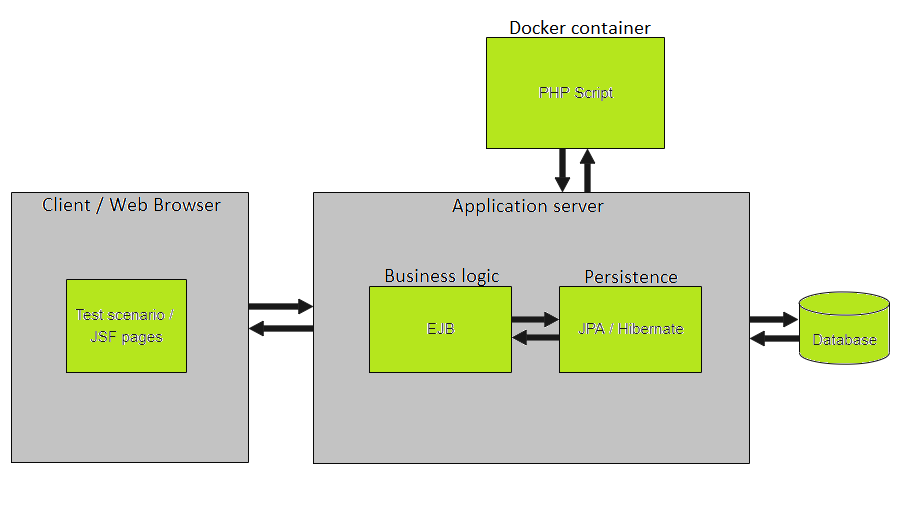 Docker container
PHP Script
Client / Web Browser
Application server
Business logic
Persistence
Test scenario /
JSF pages
EJB
JPA / Hibernate
Database